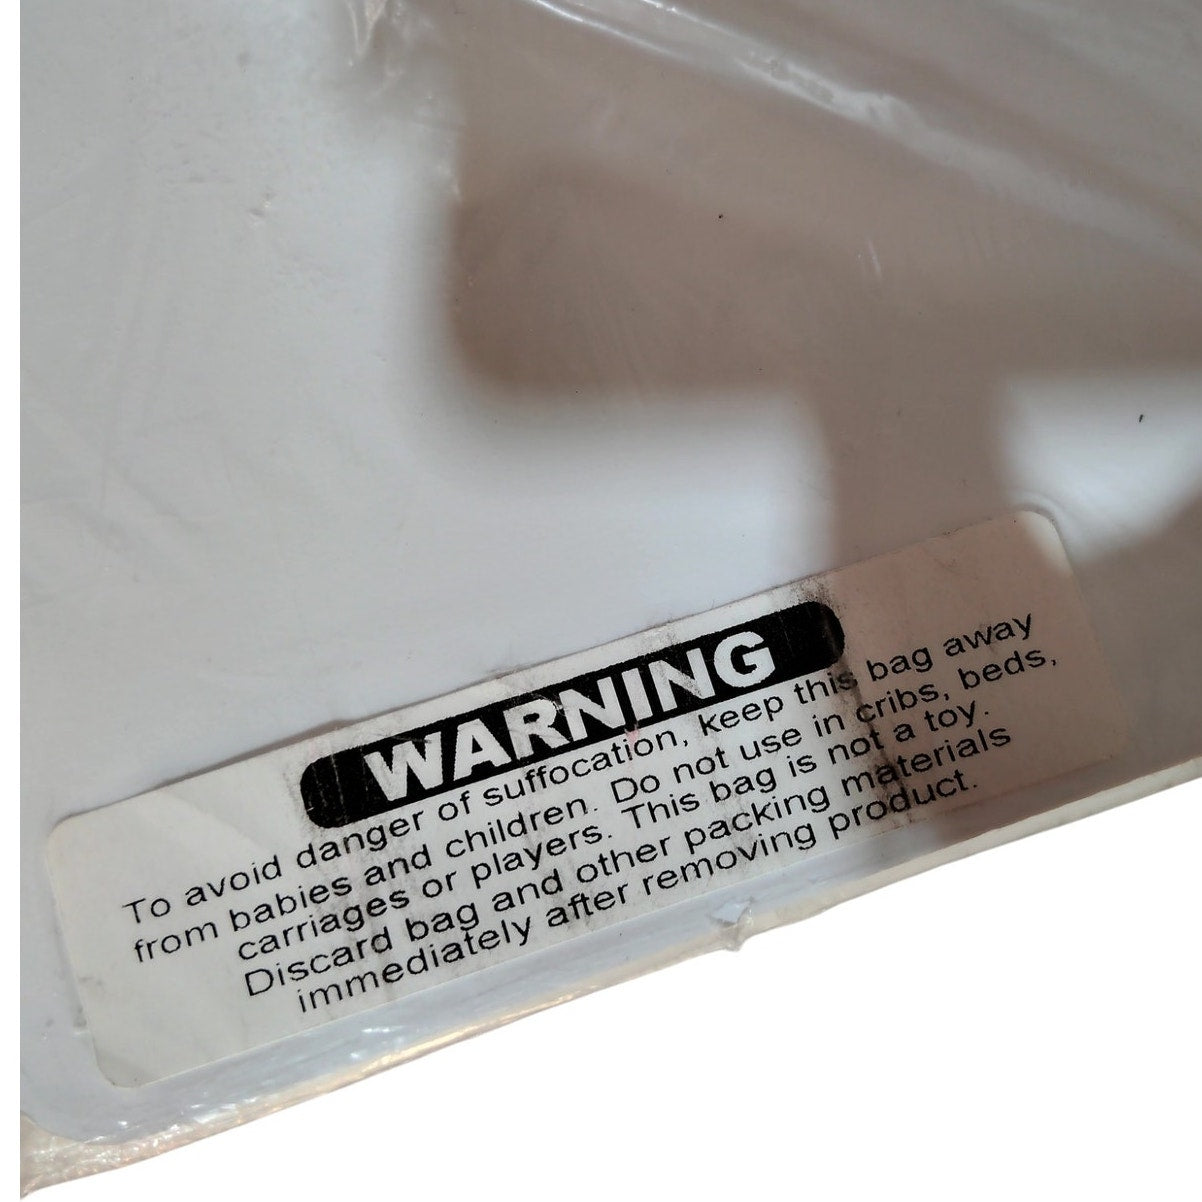 WARNING
To avoid danger of suffocation, keep this bag away
from babies and children. Do not use in cribs, beds,
carriages or players. This bag is not a toy.
Discard bag and other packing materials
immediately after removing product.